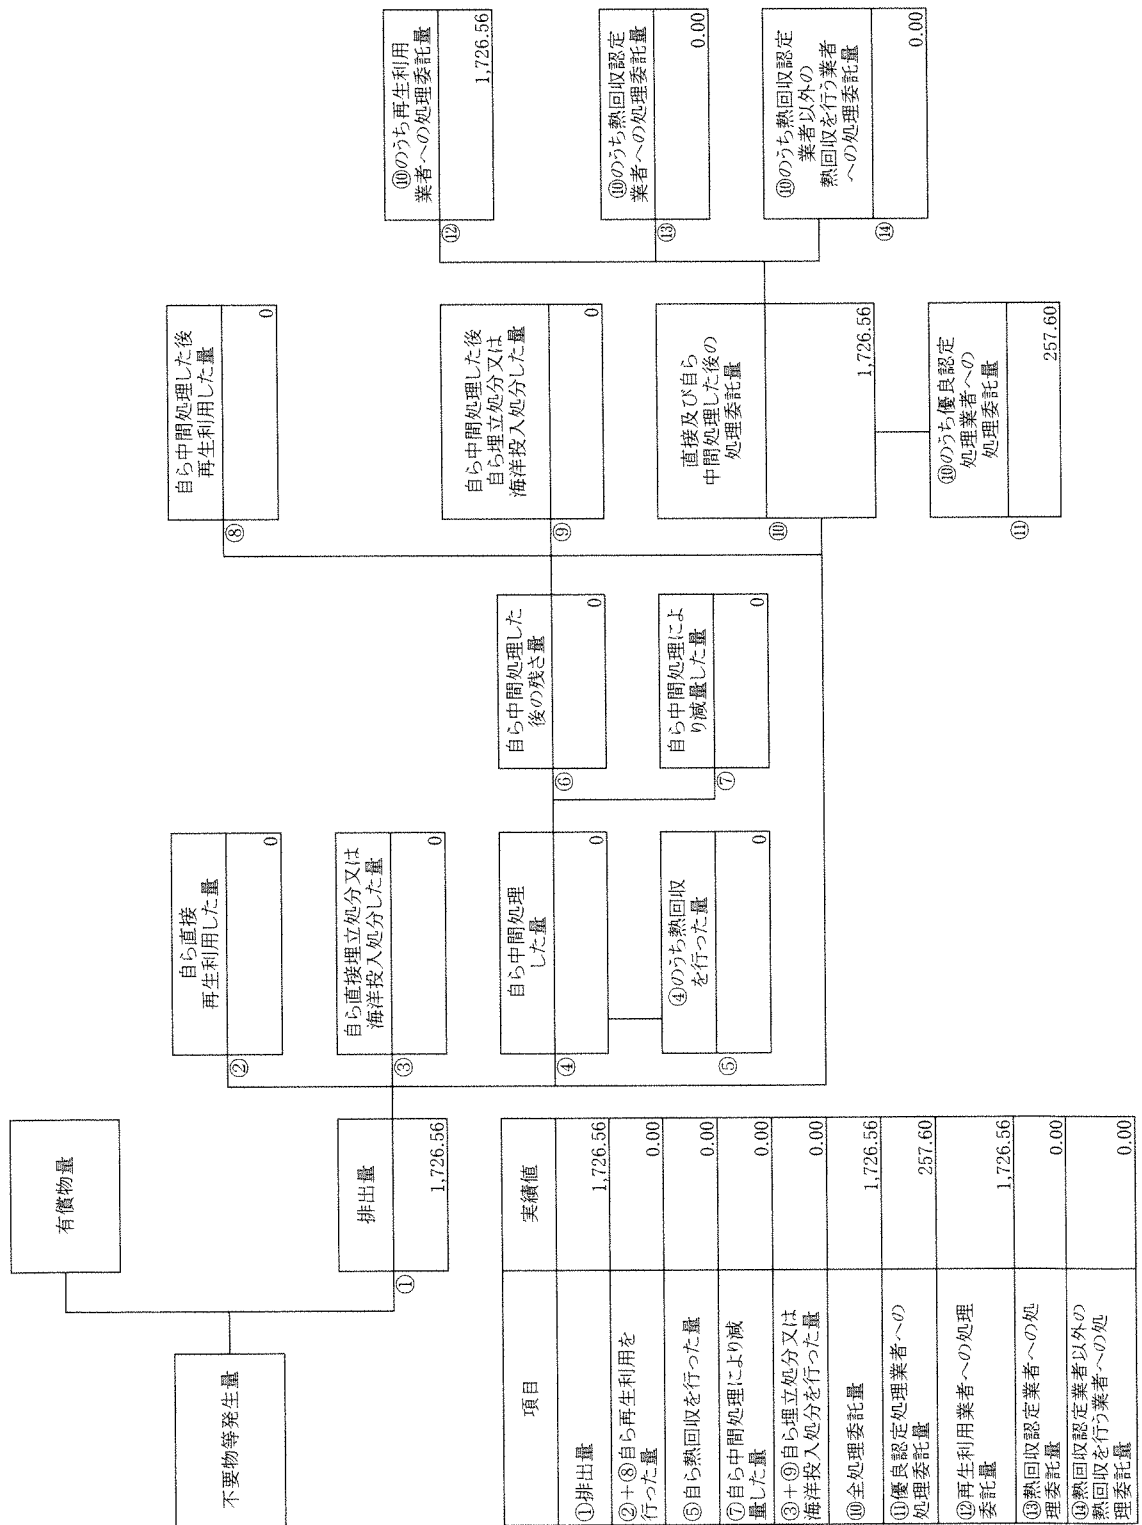 不要物等発生量
有償物量
排出量
①
1,726.56
自ら直接
再生利用した量
②
0
自ら直接埋立処分又は
海洋投入処分した量
③
0
自ら中間処理
した量
④
0
④のうち熱回収
を行った量
⑤
0
自ら中間処理した
後の残さ量
⑥
0
自ら中間処理によ
り減量した量
⑦
0
自ら中間処理した後
再生利用した量
⑧
0
自ら中間処理した後
自ら埋立処分又は
海洋投入処分した量
⑨
0
直接及び自ら
中間処理した後の
処理委託量
⑩
1,726.56
⑩のうち優良認定
処理業者への
処理委託量
⑪
257.60
⑩のうち再生利用
業者への処理委託量
⑫
1,726.56
⑩のうち熱回収認定
業者への処理委託量
⑬
0.00
⑩のうち熱回収認定
業者以外の
熱回収を行う業者
への処理委託量
⑭
0.00
項目 実績値
①排出量 1,726.56
②+⑧自ら再生利用を
行った量 0.00
⑤自ら熱回収を行った量 0.00
⑦自ら中間処理により減
量した量 0.00
③+⑨自ら埋立処分又は
海洋投入処分を行った量 0.00
⑩全処理委託量 1,726.56
⑪優良認定処理業者への
処理委託量 257.60
⑫再生利用業者への処理
委託量 1,726.56
⑬熱回収認定業者への処
理委託量 0.00
⑭熱回収認定業者以外の
熱回収を行う業者への処
理委託量 0.00